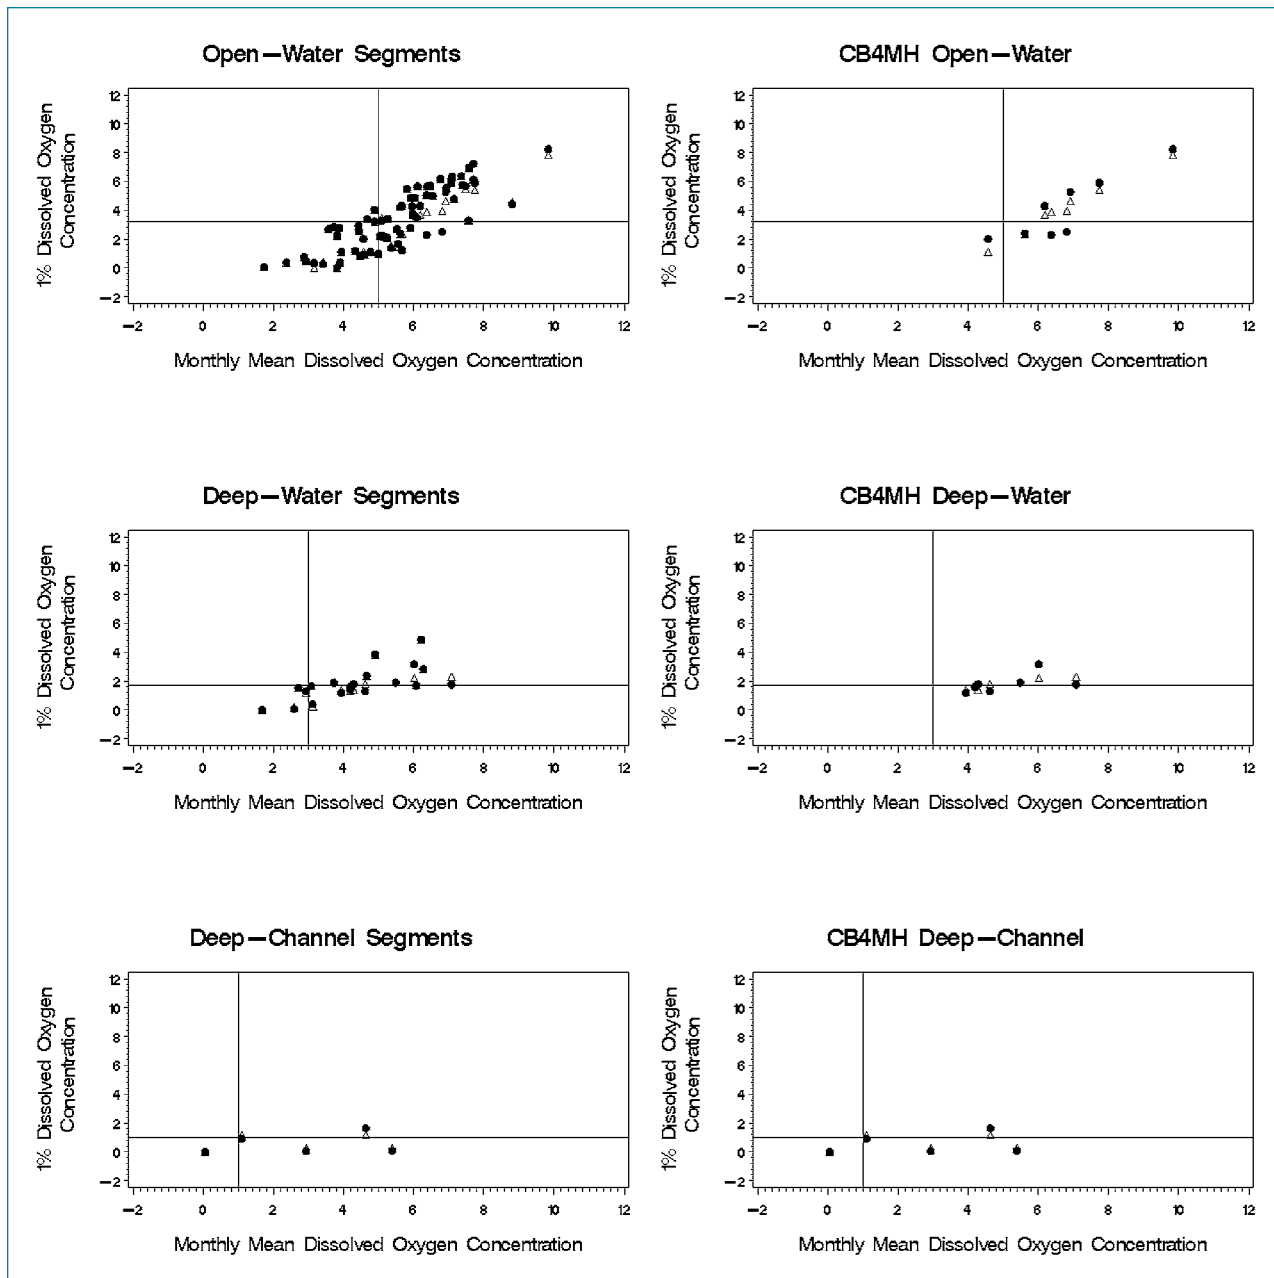 Open—Water Segments
1% Dissolved Oxygen
Concentration
12
10
8
6
4
2
0
—2
—2 0 2 4 6 8 10 12
Monthly Mean Dissolved Oxygen Concentration
CB4MH Open—Water
1% Dissolved Oxygen
Concentration
12
10
8
6
4
2
0
—2
—2 0 2 4 6 8 10 12
Monthly Mean Dissolved Oxygen Concentration
Deep—Water Segments
1% Dissolved Oxygen
Concentration
12
10
8
6
4
2
0
—2
—2 0 2 4 6 8 10 12
Monthly Mean Dissolved Oxygen Concentration
CB4MH Deep—Water
1% Dissolved Oxygen
Concentration
12
10
8
6
4
2
0
—2
—2 0 2 4 6 8 10 12
Monthly Mean Dissolved Oxygen Concentration
Deep—Channel Segments
1% Dissolved Oxygen
Concentration
12
10
8
6
4
2
0
—2
—2 0 2 4 6 8 10 12
Monthly Mean Dissolved Oxygen Concentration
CB4MH Deep—Channel
1% Dissolved Oxygen
Concentration
12
10
8
6
4
2
0
—2
—2 0 2 4 6 8 10 12
Monthly Mean Dissolved Oxygen Concentration